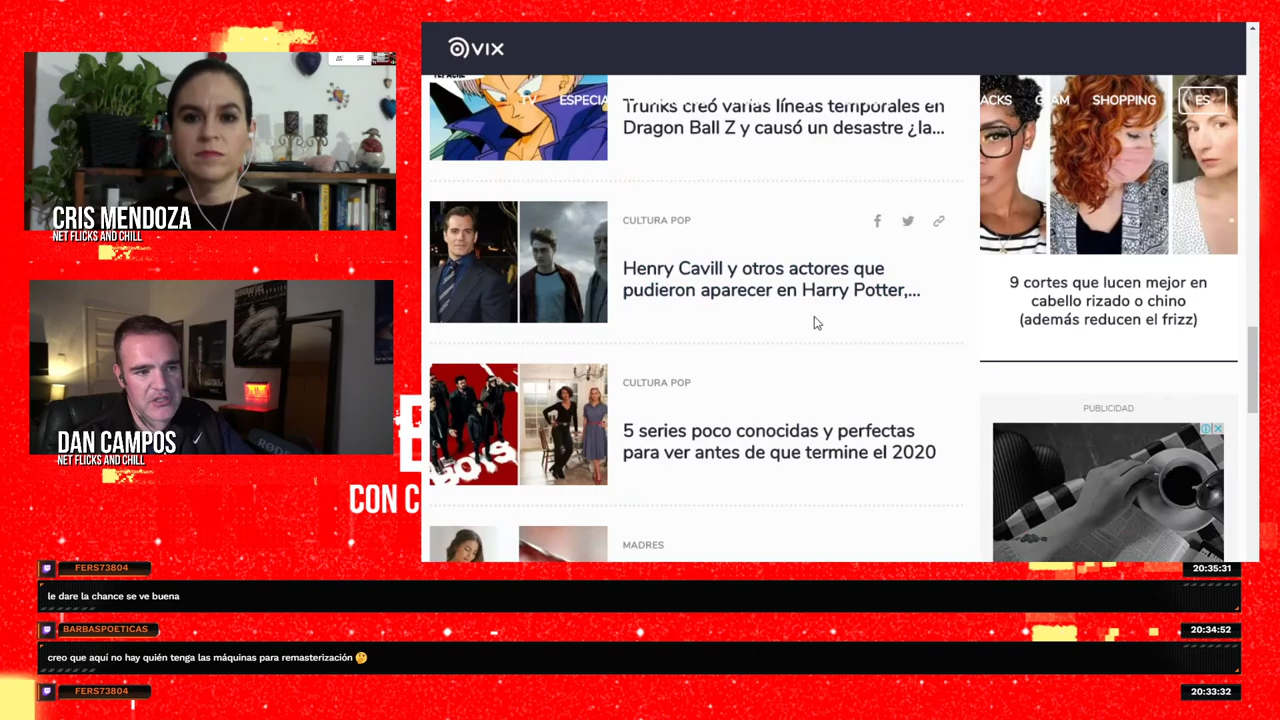 CRIS MENDOZA
NET FLICKS AND CHILL
DAN CAMPOS
NET FLICKS AND CHILL
CON C
VIX
TV
ESPECIA
ACKS
GLAM
SHOPPING
ES
Trunks creó varias líneas temporales en
Dragon Ball Z y causó un desastre ¿la...
CULTURA POP
Henry Cavill y otros actores que
pudieron aparecer en Harry Potter,...
CULTURA POP
5 series poco conocidas y perfectas
para ver antes de que termine el 2020
MADRES
9 cortes que lucen mejor en
cabello rizado o chino
(además reducen el frizz)
PUBLICIDAD
FERS73804
20:35:31
le dare la chance se ve buena
BARBASPOETICAS
20:34:52
creo que aquí no hay quién tenga las máquinas para remasterización 🤔
FERS73804
20:33:32